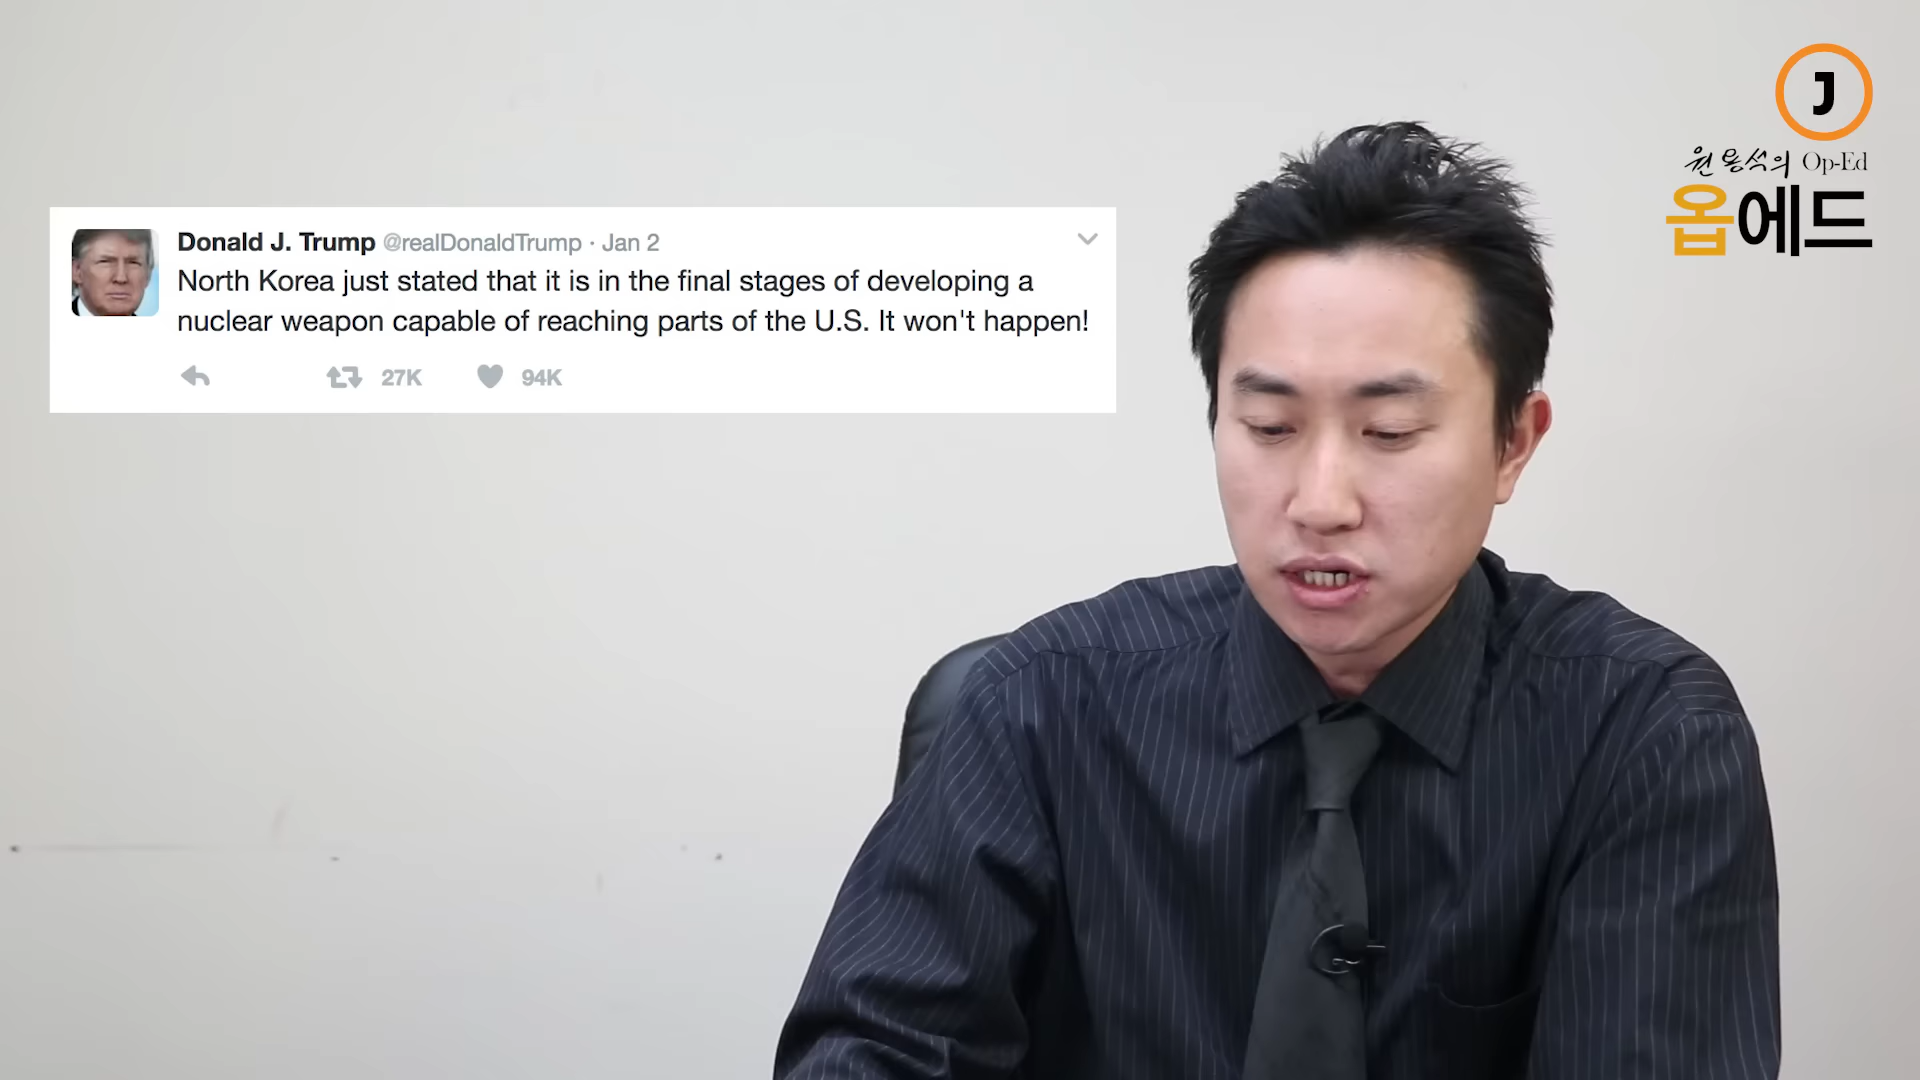 Donald J. Trump @realDonaldTrump · Jan 2
North Korea just stated that it is in the final stages of developing a
nuclear weapon capable of reaching parts of the U.S. It won't happen!
27K 94K
J
원용석의 Op-Ed
옵에드